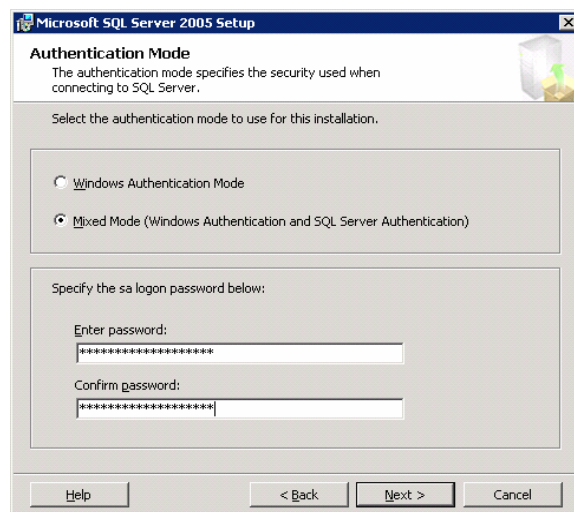 Microsoft SQL Server 2005 Setup
Authentication Mode
The authentication mode specifies the security used when
connecting to SQL Server.
Select the authentication mode to use for this installation.
Windows Authentication Mode
Mixed Mode (Windows Authentication and SQL Server Authentication)
Specify the sa logon password below:
Enter password:
*******************
Confirm password:
*******************
Help
< Back
Next >
Cancel